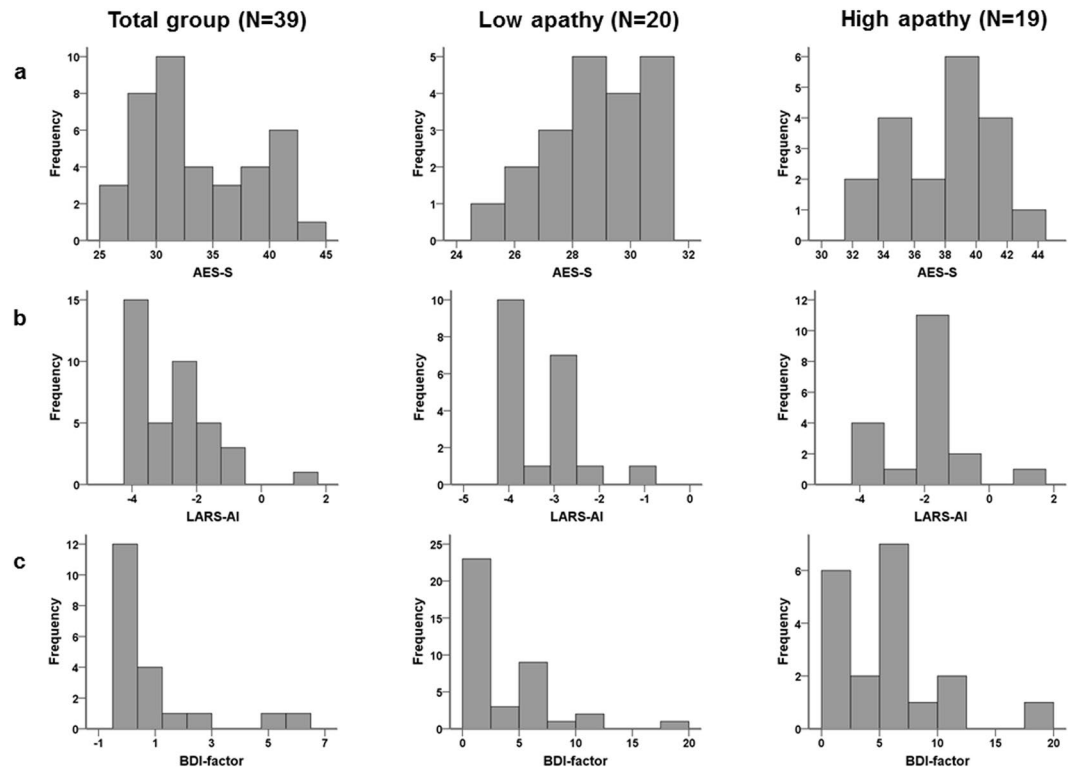 Total group (N=39)
Low apathy (N=20)
High apathy (N=19)
a
Frequency
10
8
6
4
2
0
25 30 35 40 45
AES-S
Frequency
5
4
3
2
1
0
24 26 28 30 32
AES-S
Frequency
6
5
4
3
2
1
0
30 32 34 36 38 40 42 44
AES-S
b
Frequency
15
10
5
0
-4 -2 0 2
LARS-AI
Frequency
10
8
6
4
2
0
-5 -4 -3 -2 -1 0
LARS-AI
Frequency
12
10
8
6
4
2
0
-4 -2 0 2
LARS-AI
c
Frequency
12
10
8
6
4
2
0
-1 1 3 5 7
BDI-factor
Frequency
25
20
15
10
5
0
0 5 10 15 20
BDI-factor
Frequency
6
4
2
0
0 5 10 15 20
BDI-factor